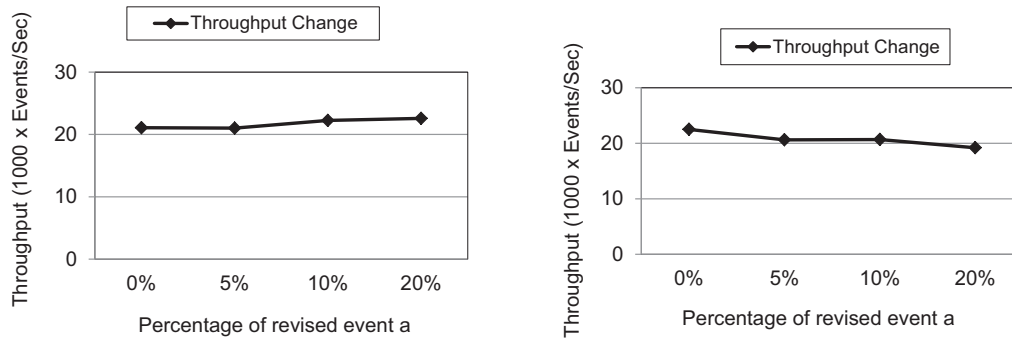 Throughput Change
Throughput (1000 x Events/Sec)
30
20
10
0
0% 5% 10% 20%
Percentage of revised event a
Throughput Change
Throughput (1000 x Events/Sec)
30
20
10
0
0% 5% 10% 20%
Percentage of revised event a